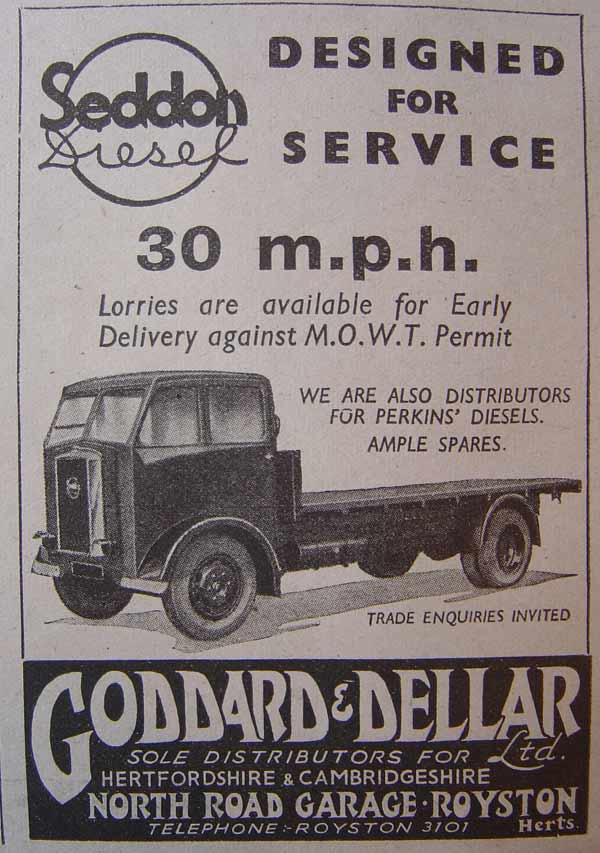 Seddon
Diesel
DESIGNED
FOR
SERVICE
30 m.p.h.
Lorries are available for Early
Delivery against M.O.W.T. Permit
WE ARE ALSO DISTRIBUTORS
FOR PERKINS' DIESELS.
AMPLE SPARES.
TRADE ENQUIRIES INVITED
GODDARD & DELLAR
Ltd.
SOLE DISTRIBUTORS FOR
HERTFORDSHIRE & CAMBRIDGESHIRE
NORTH ROAD GARAGE · ROYSTON
TELEPHONE:- ROYSTON 3101 Herts.